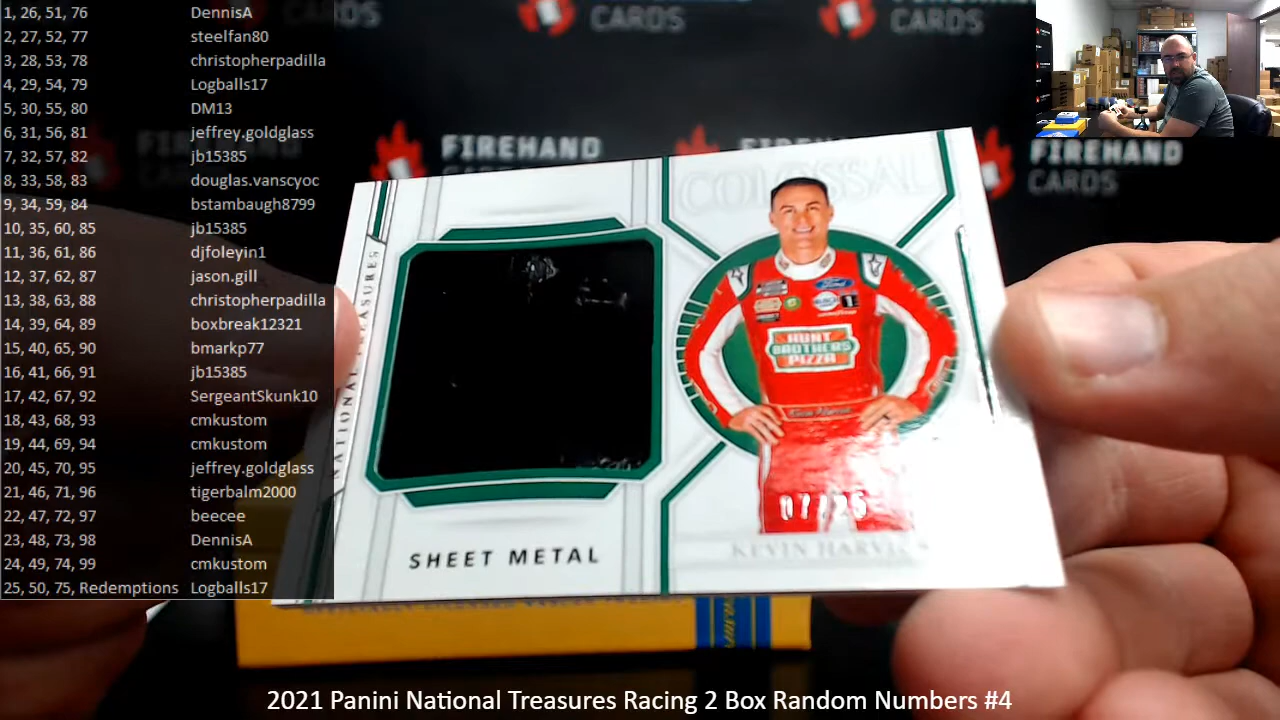 1, 26, 51, 76 DennisA
2, 27, 52, 77 steelfan80
3, 28, 53, 78 christopherpadilla
4, 29, 54, 79 Logballs17
5, 30, 55, 80 DM13
6, 31, 56, 81 jeffrey.goldglass
7, 32, 57, 82 jb15385
8, 33, 58, 83 douglas.vanscyoc
9, 34, 59, 84 bstambaugh8799
10, 35, 60, 85 jb15385
11, 36, 61, 86 djfoleyin1
12, 37, 62, 87 jason.gill
13, 38, 63, 88 christopherpadilla
14, 39, 64, 89 boxbreak12321
15, 40, 65, 90 bmarkp77
16, 41, 66, 91 jb15385
17, 42, 67, 92 SergeantSkunk10
18, 43, 68, 93 cmkustom
19, 44, 69, 94 cmkustom
20, 45, 70, 95 jeffrey.goldglass
21, 46, 71, 96 tigerbalm2000
22, 47, 72, 97 beecee
23, 48, 73, 98 DennisA
24, 49, 74, 99 cmkustom
25, 50, 75, Redemptions Logballs17
CARDS
CARDS
FIREHAND
CARDS
FIREHAND
CARDS
NATIONAL TREASURES
COLOSSAL
Ford
HUNT
BROTHERS
PIZZA
07/25
KEVIN HARVICK
SHEET METAL
2021 Panini National Treasures Racing 2 Box Random Numbers #4